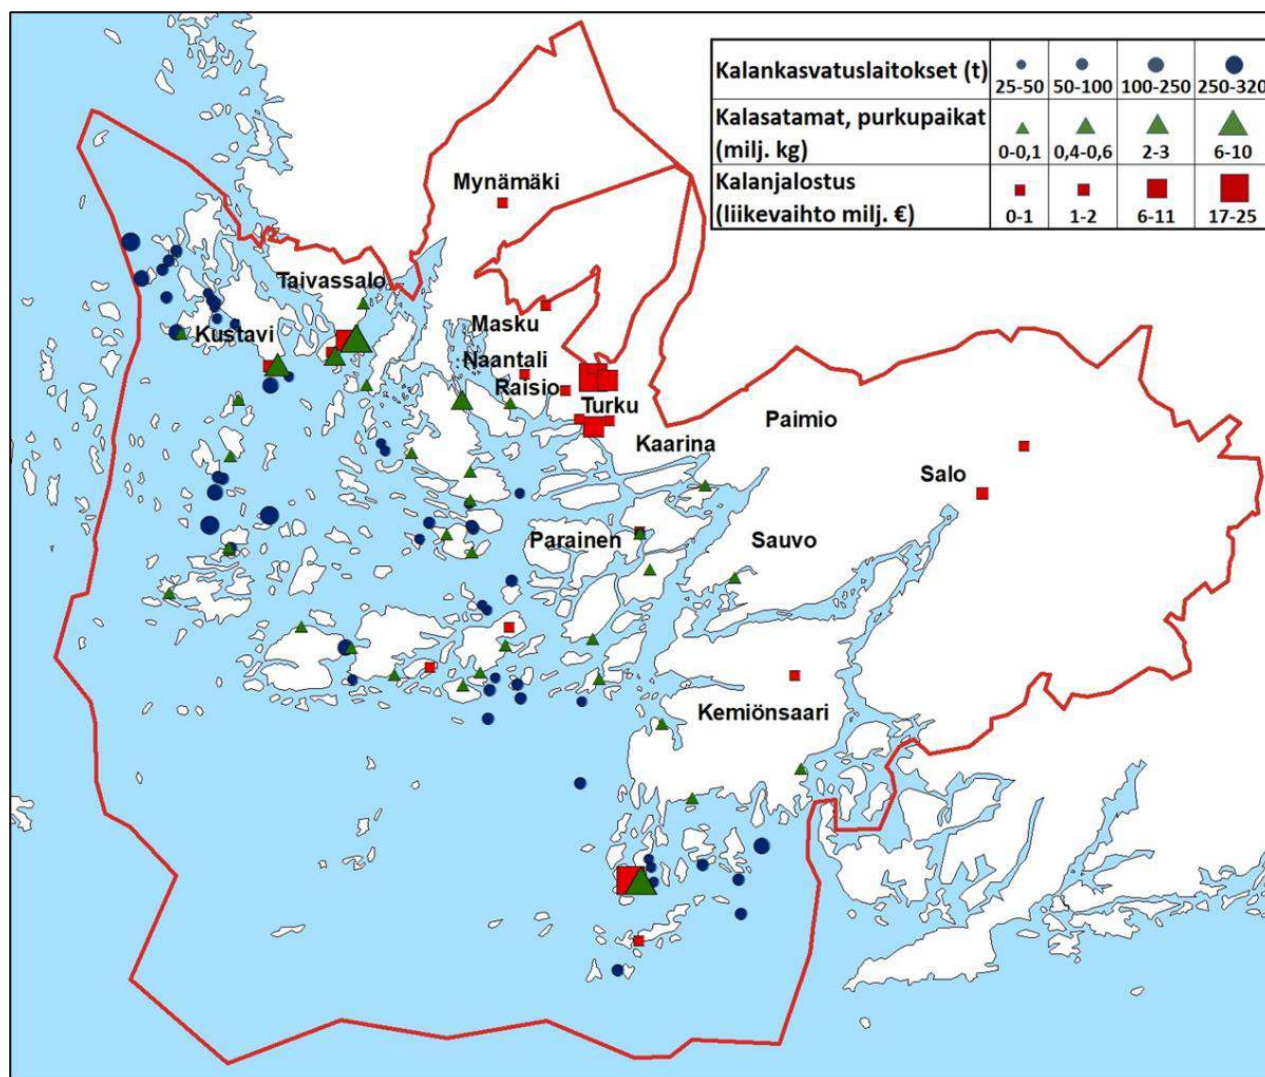 Kalankasvatuslaitokset (t)
25-50 50-100 100-250 250-320
Kalasatamat, purkupaikat
(milj. kg)
0-0,1 0,4-0,6 2-3 6-10
Kalanjalostus
(liikevaihto milj. €)
0-1 1-2 6-11 17-25
Mynämäki
Taivassalo
Kustavi
Masku
Naantali
Raisio
Turku
Paimio
Kaarina
Salo
Parainen
Sauvo
Kemiönsaari